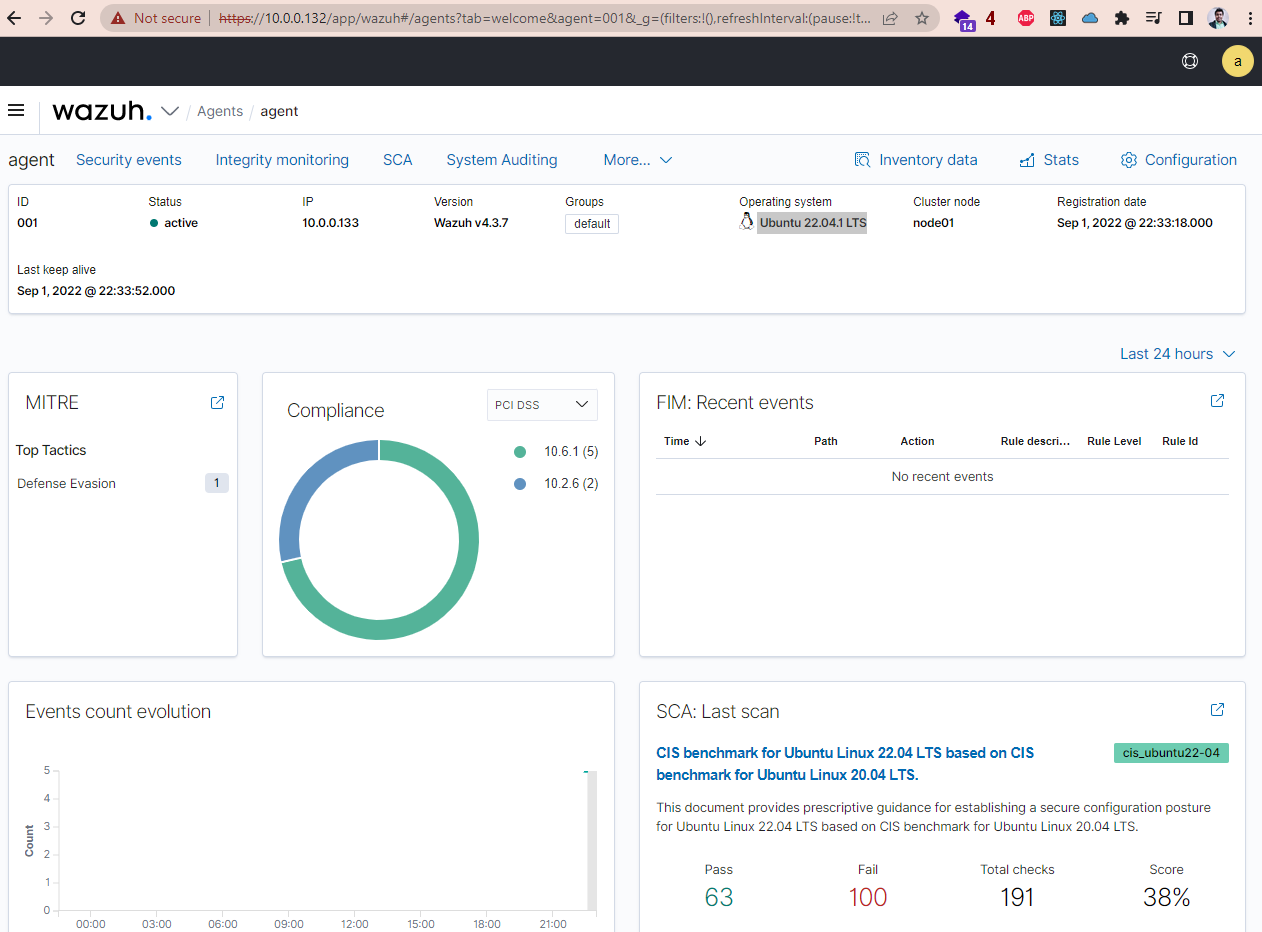 Not secure https://10.0.0.132/app/wazuh#/agents?tab=welcome&agent=001&_g=(filters:!(),refreshInterval:(pause:!t...
14 4 ABP
a
wazuh. / Agents / agent
agent Security events Integrity monitoring SCA System Auditing More... Inventory data Stats Configuration
ID Status IP Version Groups Operating system Cluster node Registration date
001 active 10.0.0.133 Wazuh v4.3.7 default Ubuntu 22.04.1 LTS node01 Sep 1, 2022 @ 22:33:18.000
Last keep alive
Sep 1, 2022 @ 22:33:52.000
Last 24 hours
MITRE
Top Tactics
Defense Evasion 1
Compliance PCI DSS
10.6.1 (5)
10.2.6 (2)
FIM: Recent events
Time Path Action Rule descri... Rule Level Rule Id
No recent events
Events count evolution
Count
5
4
3
2
1
0
00:00 03:00 06:00 09:00 12:00 15:00 18:00 21:00
SCA: Last scan
CIS benchmark for Ubuntu Linux 22.04 LTS based on CIS
benchmark for Ubuntu Linux 20.04 LTS.
cis_ubuntu22-04
This document provides prescriptive guidance for establishing a secure configuration posture
for Ubuntu Linux 22.04 LTS based on CIS benchmark for Ubuntu Linux 20.04 LTS.
Pass Fail Total checks Score
63 100 191 38%